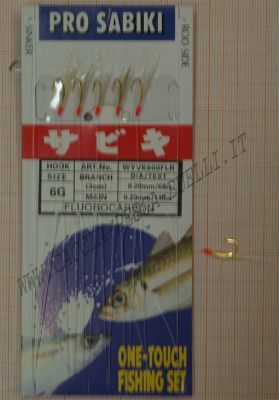 PRO SABIKI
SINKER
ROD SIDE
サビキ
HOOK SIZE
ART.No.
WYVK600FLR
BRANCH
DIA/TEST
(3cm)
6G
MAIN
FLUOROCARBON
ONE-TOUCH
FISHING SET